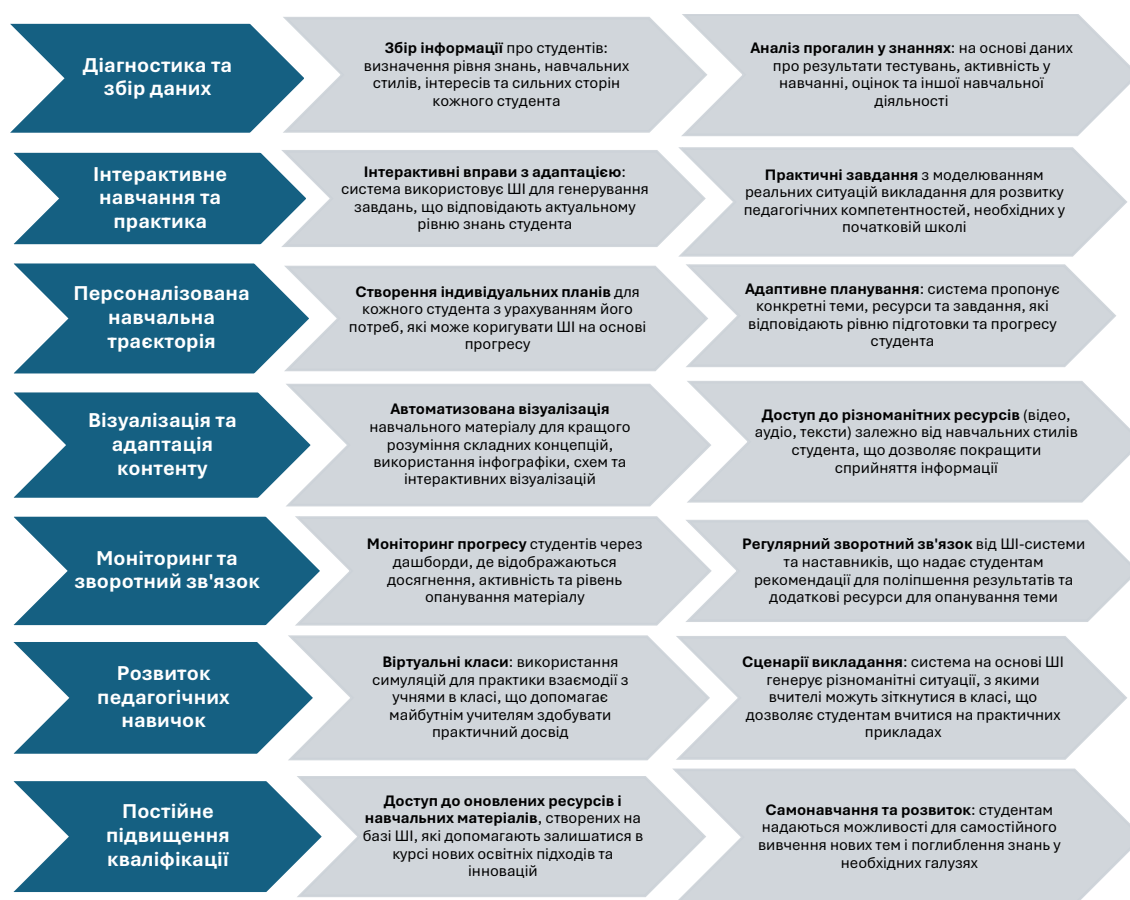 Діагностика та
збір даних
Збір інформації про студентів:
визначення рівня знань, навчальних
стилів, інтересів та сильних сторін
кожного студента
Аналіз прогалин у знаннях: на основі даних
про результати тестувань, активність у
навчанні, оцінок та іншої навчальної
діяльності
Інтерактивне
навчання та
практика
Інтерактивні вправи з адаптацією:
система використовує ШІ для генерування
завдань, що відповідають актуальному
рівню знань студента
Практичні завдання з моделюванням
реальних ситуацій викладання для розвитку
педагогічних компетентностей, необхідних у
початковій школі
Персоналізована
навчальна
траєкторія
Створення індивідуальних планів для
кожного студента з урахуванням його
потреб, які може коригувати ШІ на основі
прогресу
Адаптивне планування: система пропонує
конкретні теми, ресурси та завдання, які
відповідають рівню підготовки та прогресу
студента
Візуалізація та
адаптація
контенту
Автоматизована візуалізація
навчального матеріалу для кращого
розуміння складних концепцій,
використання інфографіки, схем та
інтерактивних візуалізацій
Доступ до різноманітних ресурсів (відео,
аудіо, тексти) залежно від навчальних стилів
студента, що дозволяє покращити
сприйняття інформації
Моніторинг та
зворотний зв'язок
Моніторинг прогресу студентів через
дашборди, де відображаються
досягнення, активність та рівень
опанування матеріалу
Регулярний зворотний зв'язок від ШІ-системи
та наставників, що надає студентам
рекомендації для поліпшення результатів та
додаткові ресурси для опанування теми
Розвиток
педагогічних
навичок
Віртуальні класи: використання
симуляцій для практики взаємодії з
учнями в класі, що допомагає
майбутнім учителям здобувати
практичний досвід
Сценарії викладання: система на основі ШІ
генерує різноманітні ситуації, з якими
вчителі можуть зіткнутися в класі, що
дозволяє студентам вчитися на практичних
прикладах
Постійне
підвищення
кваліфікації
Доступ до оновлених ресурсів і
навчальних матеріалів, створених на
базі ШІ, які допомагають залишатися в
курсі нових освітніх підходів та
інновацій
Самонавчання та розвиток: студентам
надаються можливості для самостійного
вивчення нових тем і поглиблення знань у
необхідних галузях